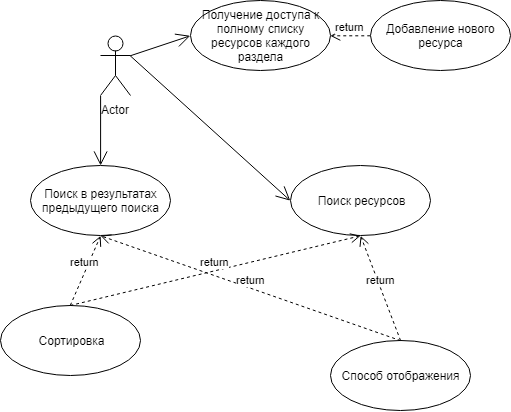 Получение доступа к
полному списку
ресурсов каждого
раздела
return
Добавление нового
ресурса
Actor
Поиск в результатах
предыдущего поиска
Поиск ресурсов
return
return
return
return
Сортировка
Способ отображения